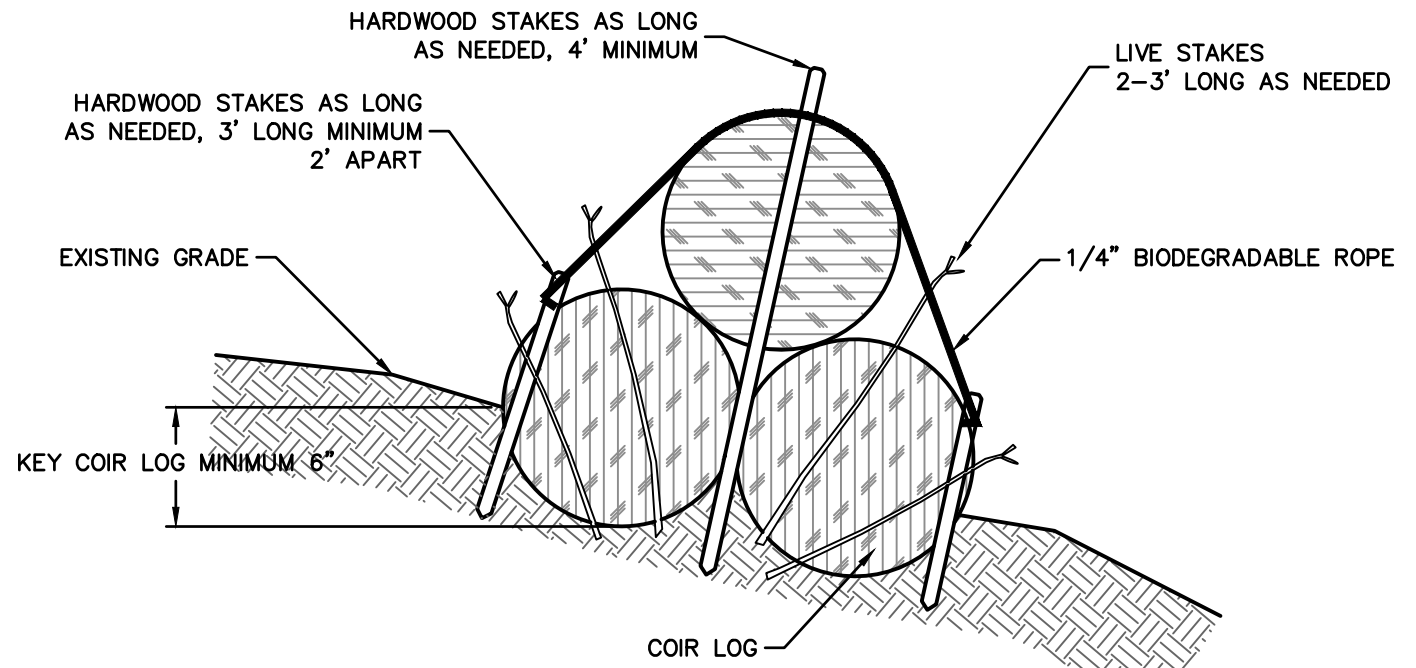 HARDWOOD STAKES AS LONG
AS NEEDED, 4' MINIMUM
LIVE STAKES
2-3' LONG AS NEEDED
HARDWOOD STAKES AS LONG
AS NEEDED, 3' LONG MINIMUM
2' APART
EXISTING GRADE
1/4" BIODEGRADABLE ROPE
KEY COIR LOG MINIMUM 6"
COIR LOG